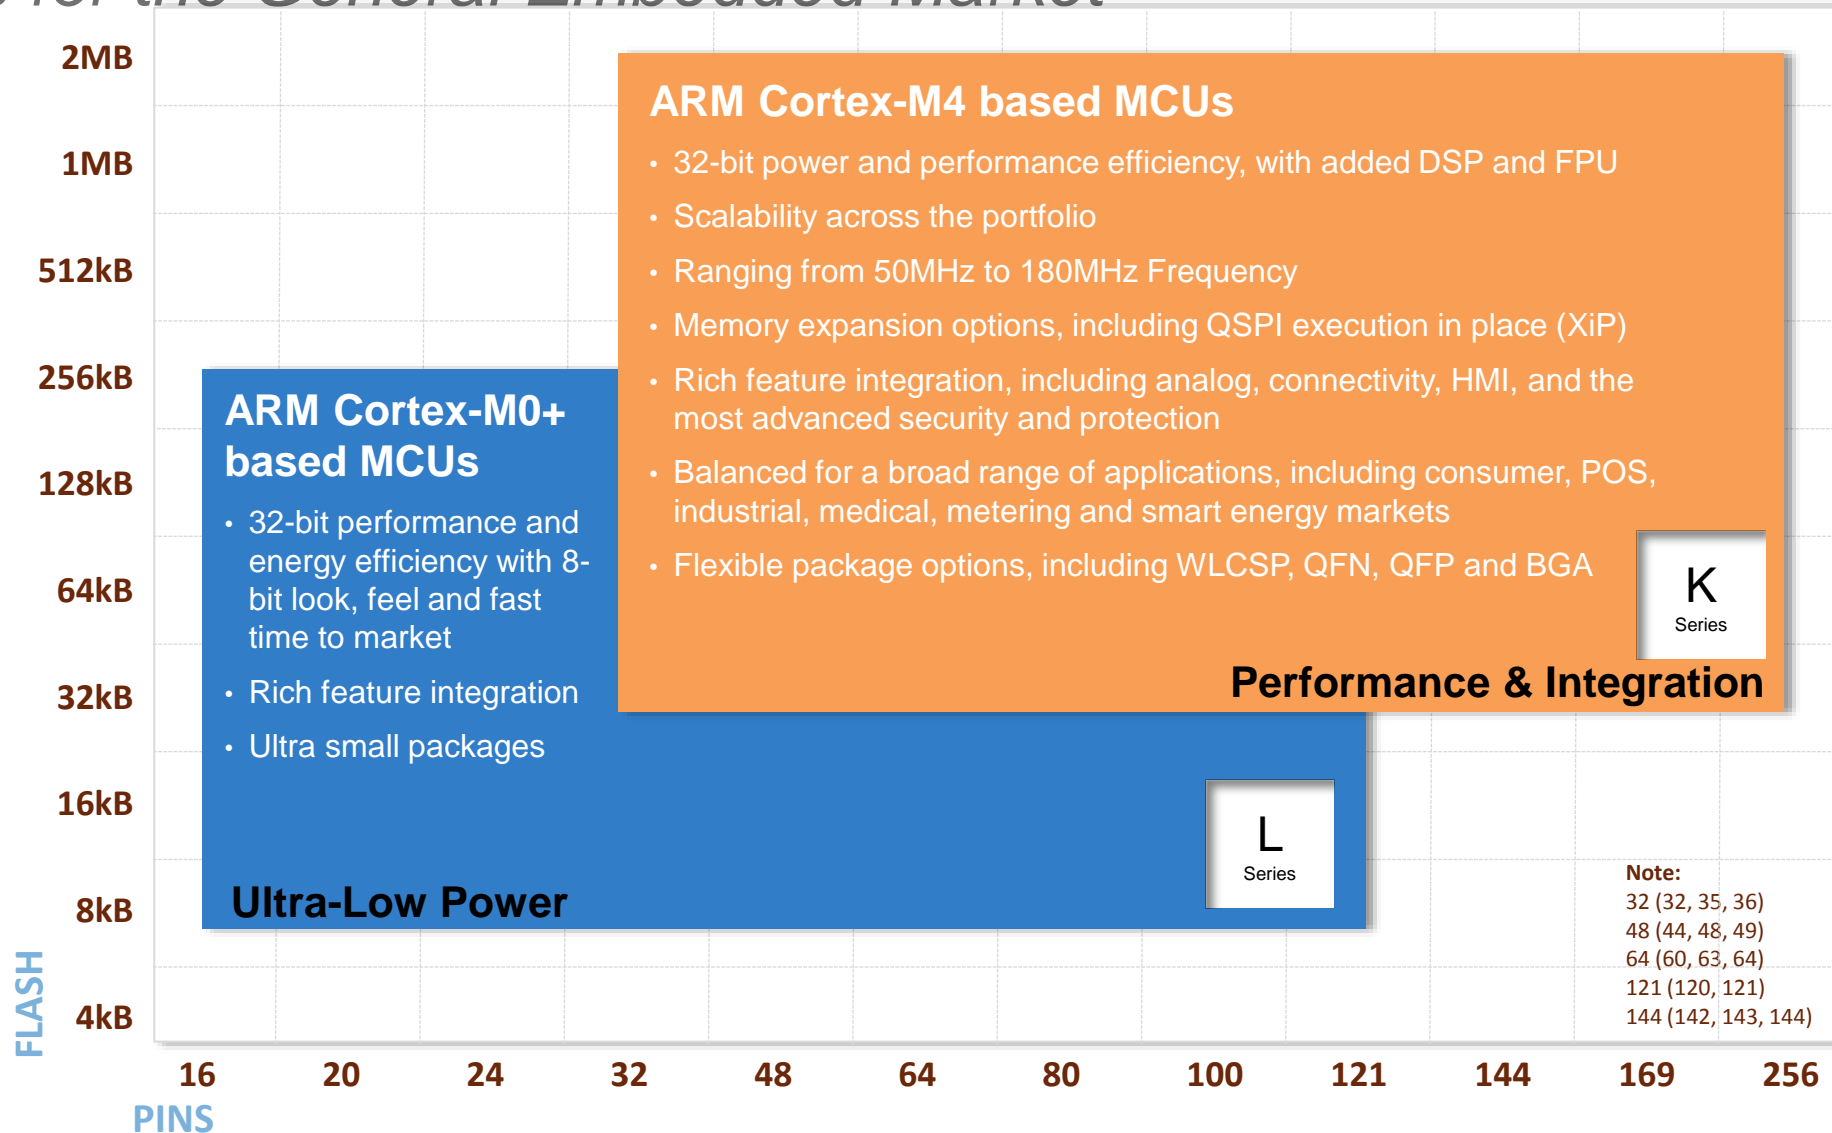 for the General Embedded Market
2MB
1MB
512kB
256kB
128kB
64kB
32kB
16kB
8kB
4kB
FLASH
ARM Cortex-M4 based MCUs
• 32-bit power and performance efficiency, with added DSP and FPU
• Scalability across the portfolio
• Ranging from 50MHz to 180MHz Frequency
• Memory expansion options, including QSPI execution in place (XiP)
• Rich feature integration, including analog, connectivity, HMI, and the
most advanced security and protection
• Balanced for a broad range of applications, including consumer, POS,
industrial, medical, metering and smart energy markets
• Flexible package options, including WLCSP, QFN, QFP and BGA
K
Series
Performance & Integration
ARM Cortex-M0+
based MCUs
• 32-bit performance and
energy efficiency with 8-
bit look, feel and fast
time to market
• Rich feature integration
• Ultra small packages
L
Series
Ultra-Low Power
Note:
32 (32, 35, 36)
48 (44, 48, 49)
64 (60, 63, 64)
121 (120, 121)
144 (142, 143, 144)
16 20 24 32 48 64 80 100 121 144 169 256
PINS